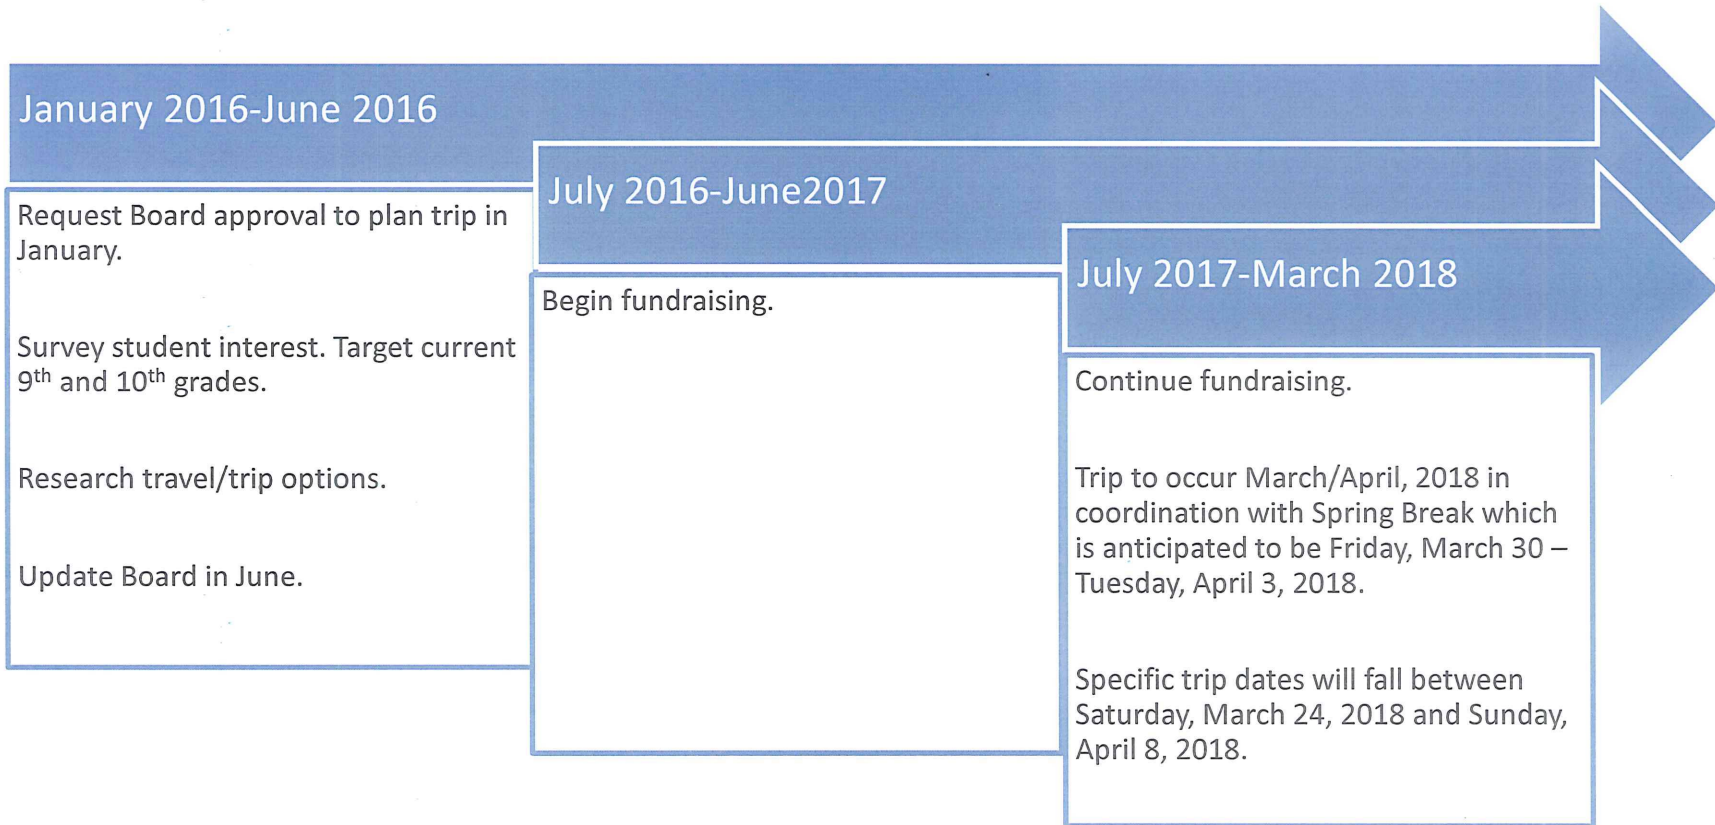 January 2016-June 2016
Request Board approval to plan trip in
January.
Survey student interest. Target current
9th and 10th grades.
Research travel/trip options.
Update Board in June.
July 2016-June2017
Begin fundraising.
July 2017-March 2018
Continue fundraising.
Trip to occur March/April, 2018 in
coordination with Spring Break which
is anticipated to be Friday, March 30 –
Tuesday, April 3, 2018.
Specific trip dates will fall between
Saturday, March 24, 2018 and Sunday,
April 8, 2018.